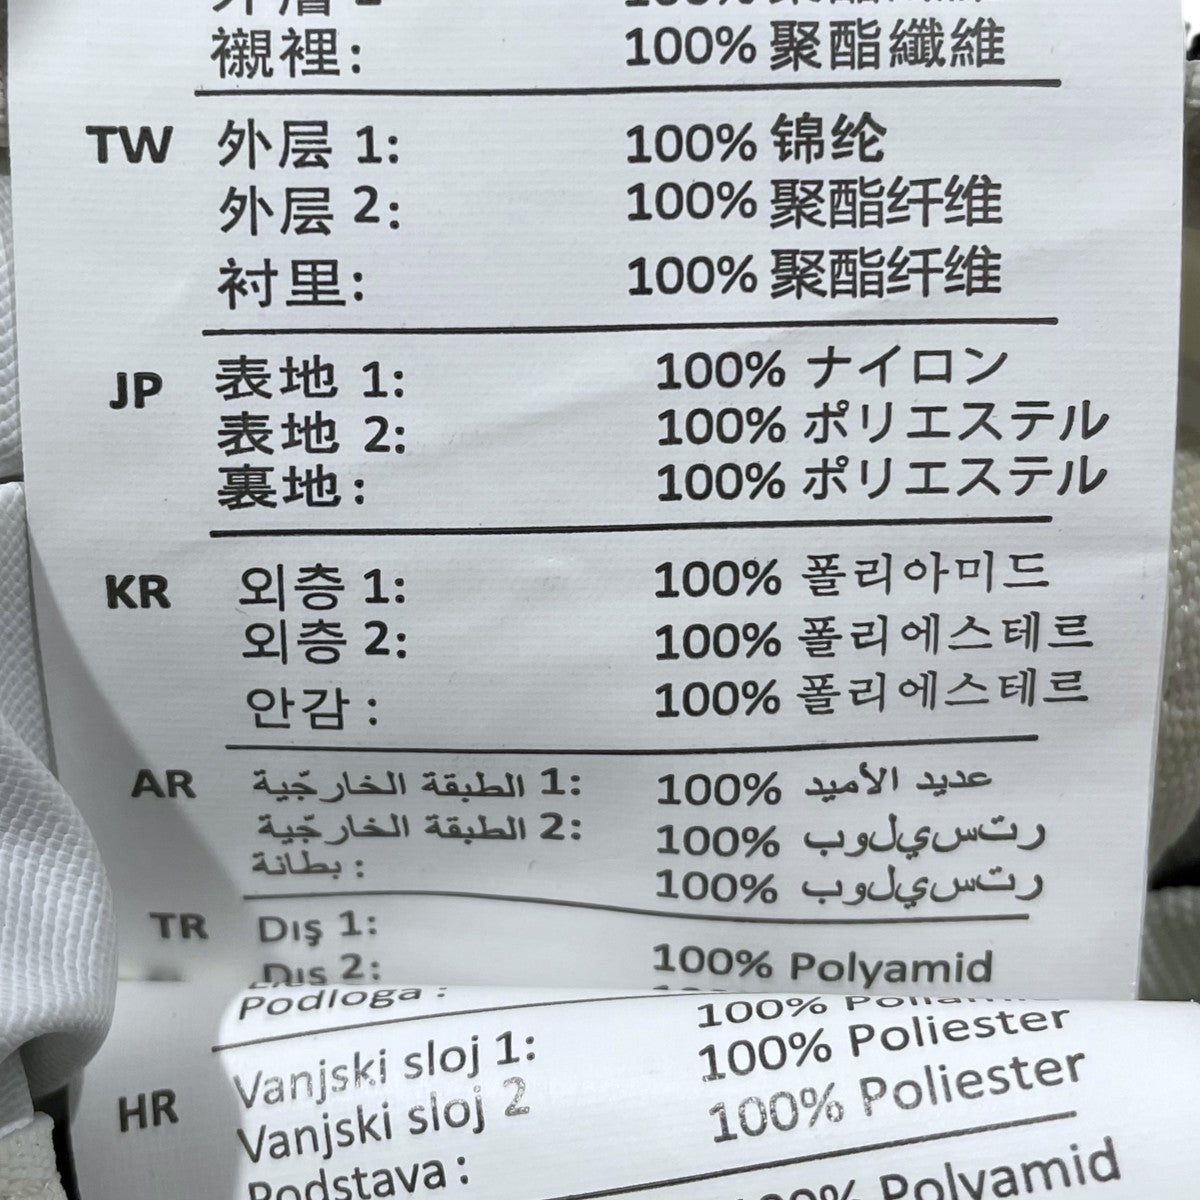 襯裡: 100% 聚酯纖維
TW 外层 1: 100% 锦纶
外层 2: 100% 聚酯纤维
衬里: 100% 聚酯纤维
JP 表地 1: 100% ナイロン
表地 2: 100% ポリエステル
裏地: 100% ポリエステル
KR 외층 1: 100% 폴리아미드
외층 2: 100% 폴리에스테르
안감: 100% 폴리에스테르
AR الطبقة الخارجّية 1: 100% عديد الأميد
الطبقة الخارجّية 2: 100% بوليستر
بطانة: 100% بوليستر
TR Dış 1: 100% Polyamid
Dış 2:
Podloga :
HR Vanjski sloj 1: 100% Poliester
Vanjski sloj 2 100% Poliester
Podstava: 100% Polyamid